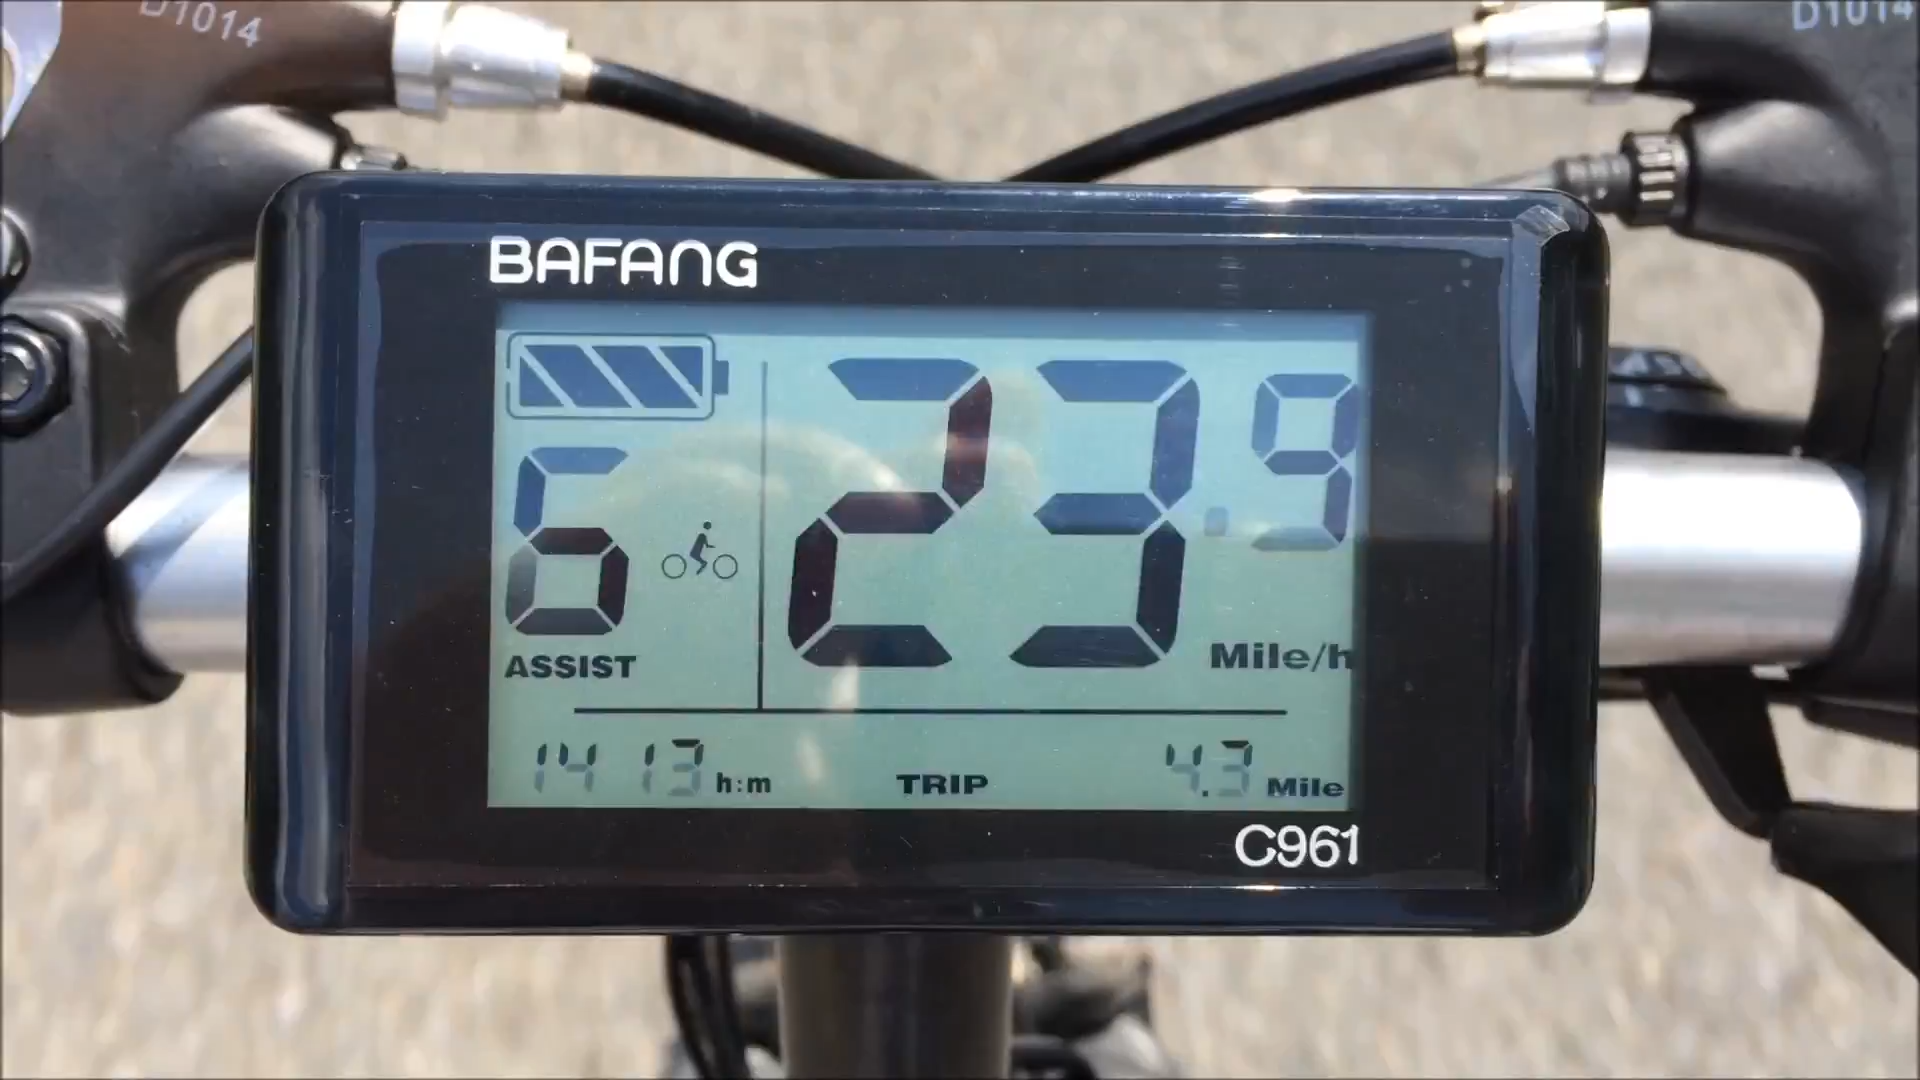 D1014
D1014
BAFANG
6
23.9
ASSIST
Mile/h
14 13 h:m
TRIP
4.3 Mile
C961